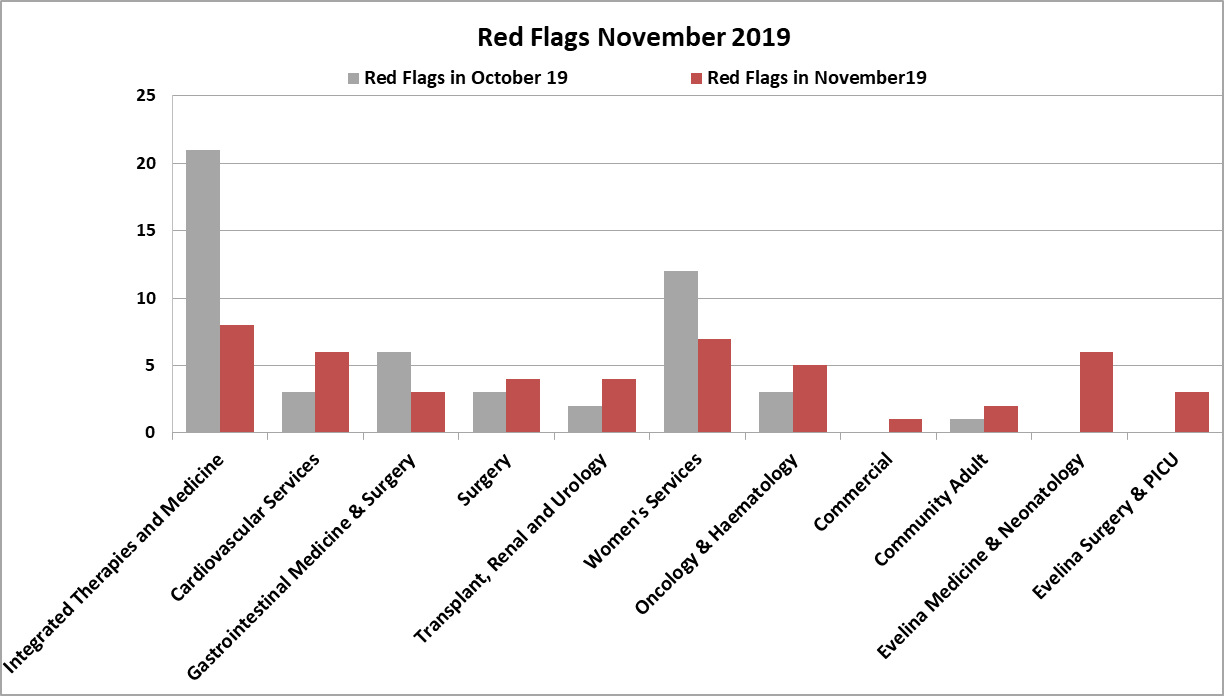 Red Flags November 2019
Red Flags in October 19
Red Flags in November19
25
20
15
10
5
0
Integrated Therapies and Medicine
Cardiovascular Services
Gastrointestinal Medicine & Surgery
Surgery
Transplant, Renal and Urology
Women's Services
Oncology & Haematology
Commercial
Community Adult
Evelina Medicine & Neonatology
Evelina Surgery & PICU